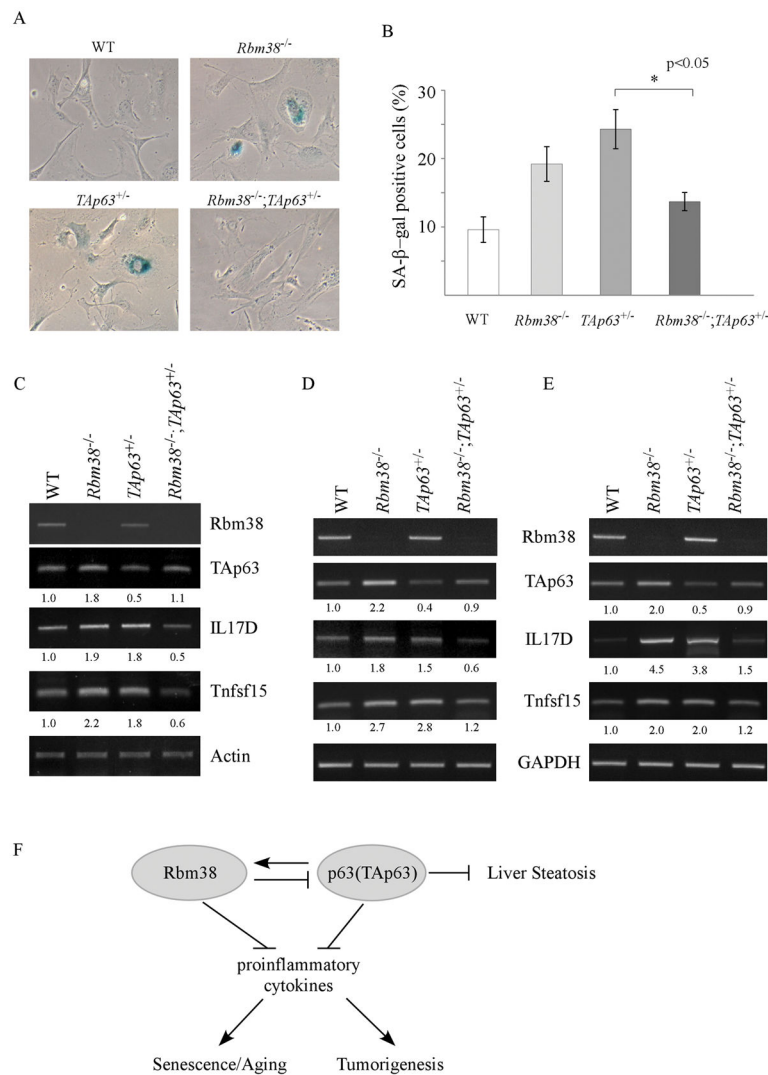 A
WT
Rbm38-/-
TAp63+/-
Rbm38-/-;TAp63+/-
B
p<0.05
*
SA-β−gal positive cells (%)
30
20
10
0
WT
Rbm38-/-
TAp63+/-
Rbm38-/-;TAp63+/-
C
WT
Rbm38-/-
TAp63+/-
Rbm38-/-;TAp63+/-
Rbm38
TAp63
1.0 1.8 0.5 1.1
IL17D
1.0 1.9 1.8 0.5
Tnfsf15
1.0 2.2 1.8 0.6
Actin
D
WT
Rbm38-/-
TAp63+/-
Rbm38-/-;TAp63+/-
1.0 2.2 0.4 0.9
1.0 1.8 1.5 0.6
1.0 2.7 2.8 1.2
E
WT
Rbm38-/-
TAp63+/-
Rbm38-/-;TAp63+/-
Rbm38
TAp63
1.0 2.0 0.5 0.9
IL17D
1.0 4.5 3.8 1.5
Tnfsf15
1.0 2.0 2.0 1.2
GAPDH
F
Rbm38
p63(TAp63)
Liver Steatosis
proinflammatory
cytokines
Senescence/Aging
Tumorigenesis